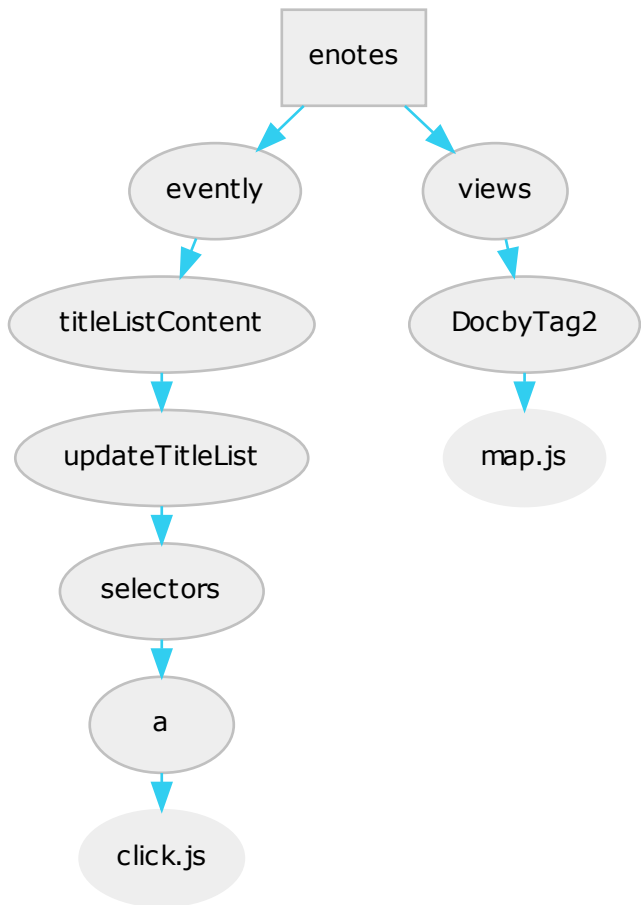 enotes
evently
views
titleListContent
DocbyTag2
updateTitleList
map.js
selectors
a
click.js